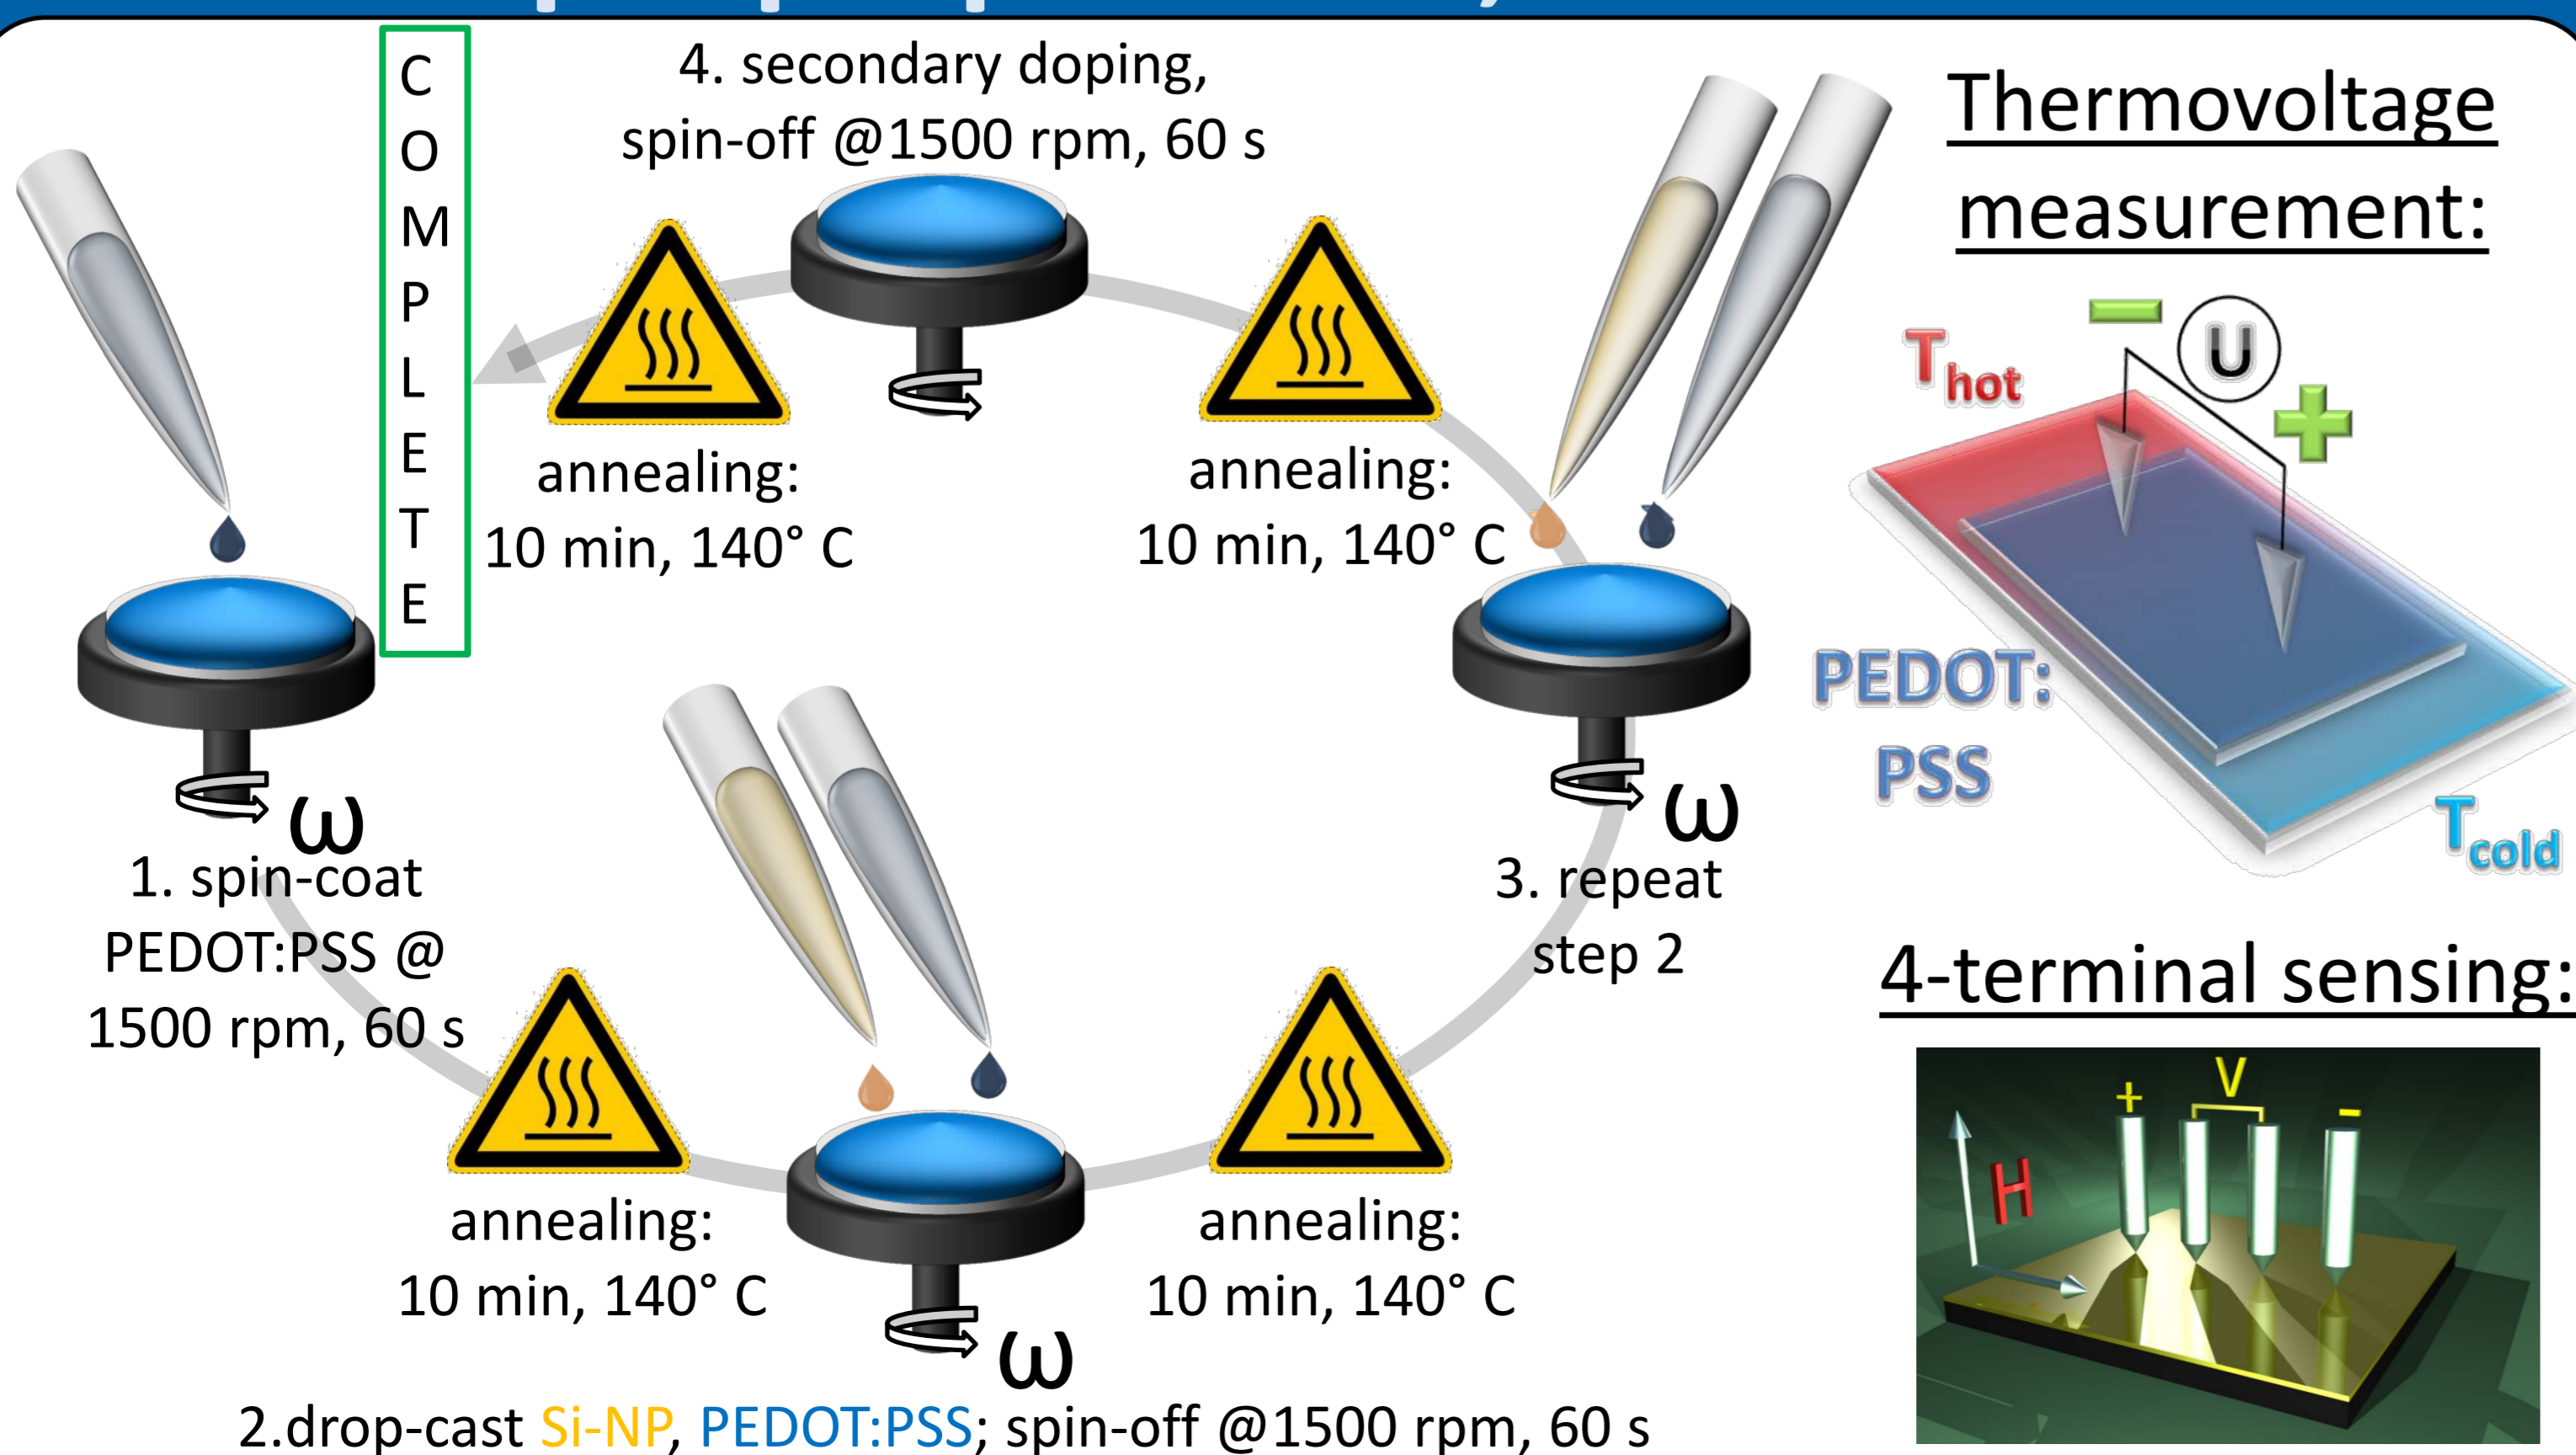 C
O
M
P
L
E
T
E
4. secondary doping,
spin-off @1500 rpm, 60 s
annealing:
10 min, 140° C
annealing:
10 min, 140° C
ω
1. spin-coat
PEDOT:PSS @
1500 rpm, 60 s
annealing:
10 min, 140° C
ω
2.drop-cast Si-NP, PEDOT:PSS; spin-off @1500 rpm, 60 s
annealing:
10 min, 140° C
ω
3. repeat
step 2
Thermovoltage
measurement:
U
Thot
PEDOT:
PSS
Tcold
4-terminal sensing:
+ V -
H